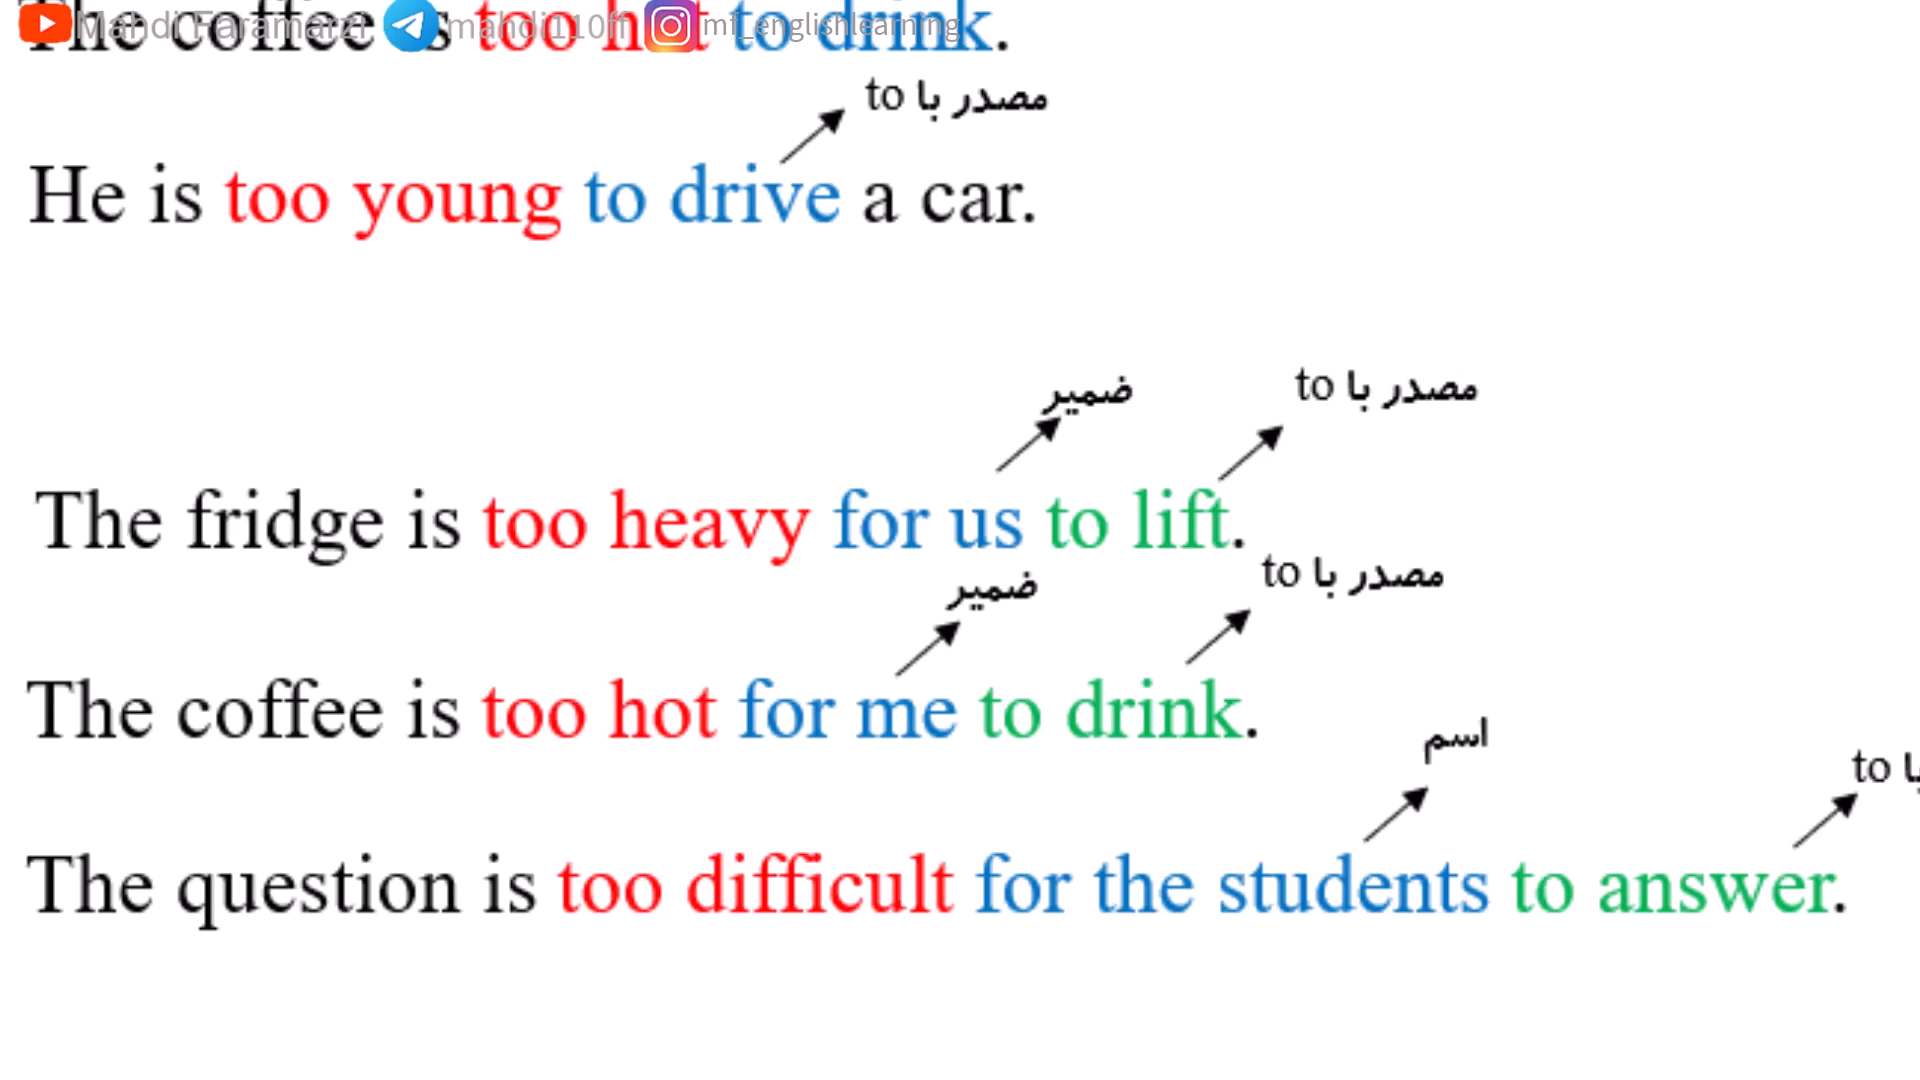 The coffee is too hot to drink.
Mahdi Faramarzi mahdi110ff mf_englishlearning
مصدر با to
He is too young to drive a car.
ضمیر مصدر با to
The fridge is too heavy for us to lift.
ضمیر مصدر با to
The coffee is too hot for me to drink.
اسم
to با
The question is too difficult for the students to answer.